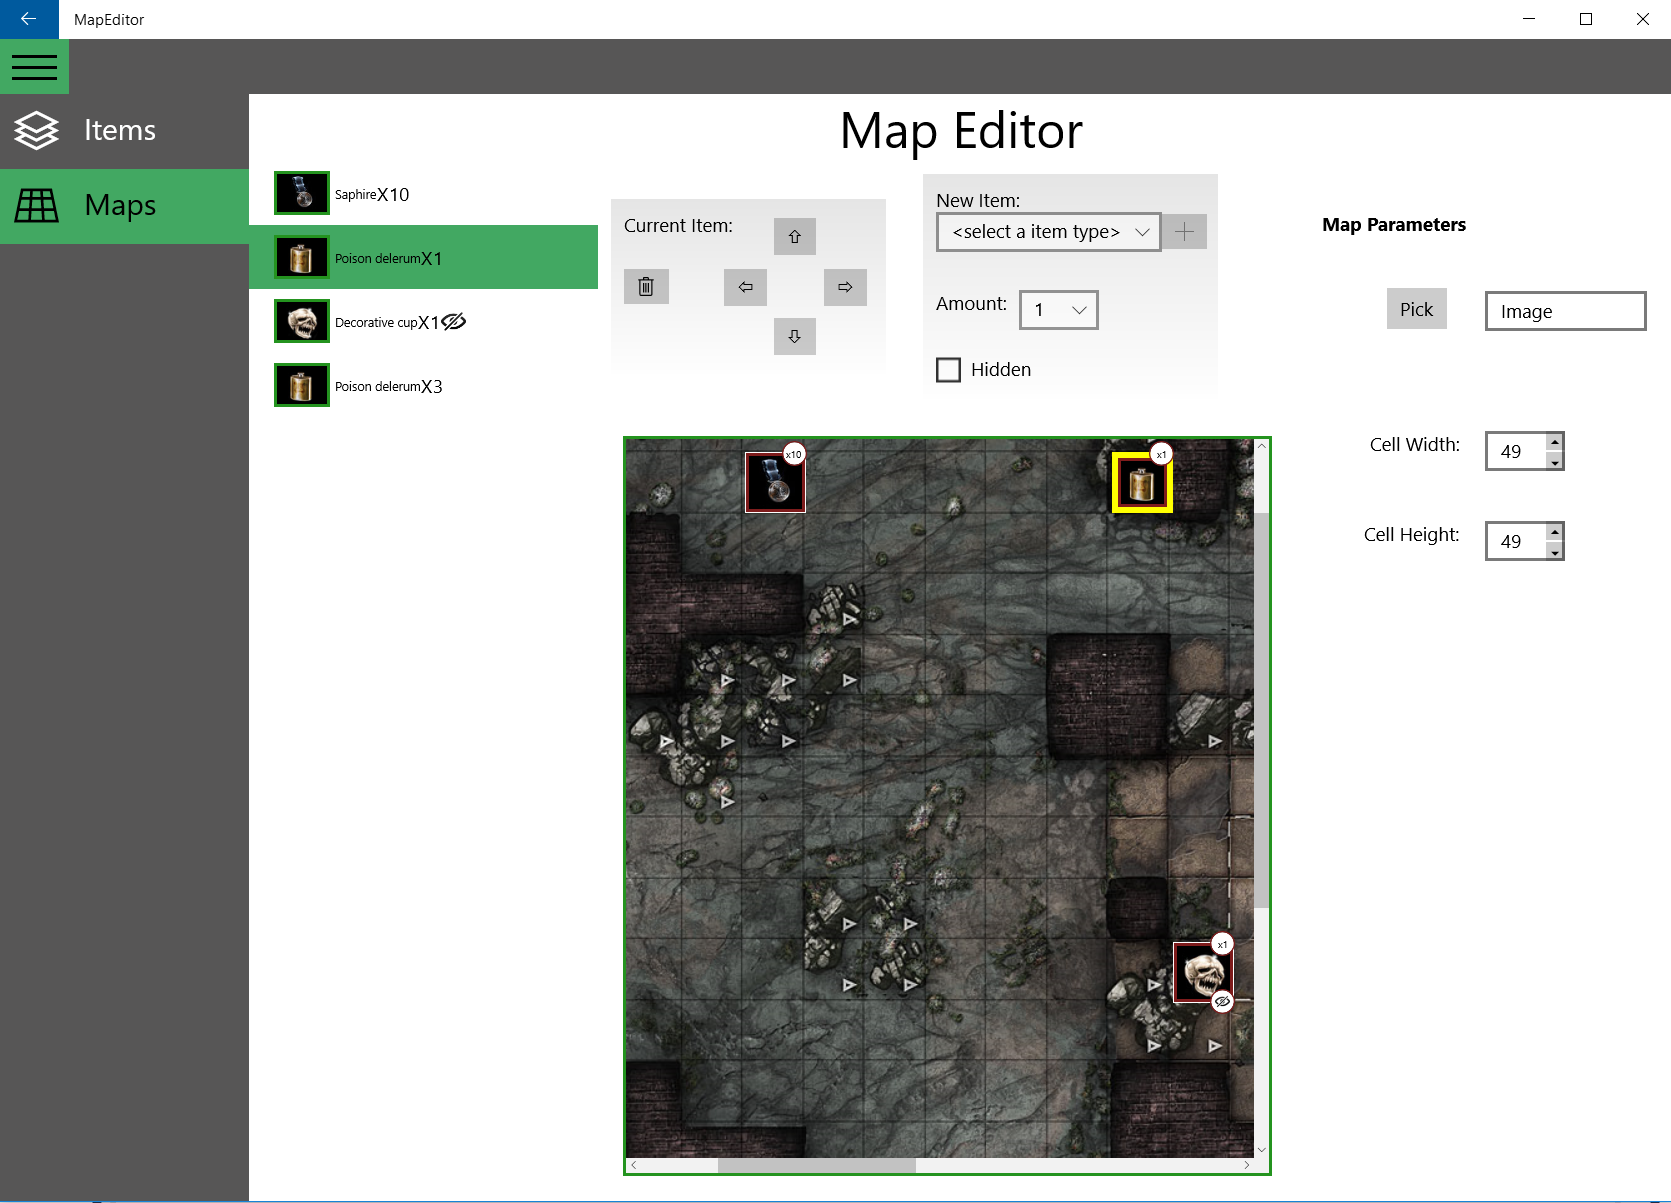 MapEditor
Items
Maps
Map Editor
SaphireX10
Poison delerumX1
Decorative cupX1
Poison delerumX3
Current Item:
New Item:
<select a item type>
Amount:
1
Hidden
Map Parameters
Pick
Image
Cell Width:
49
Cell Height:
49
x10
x1
x1